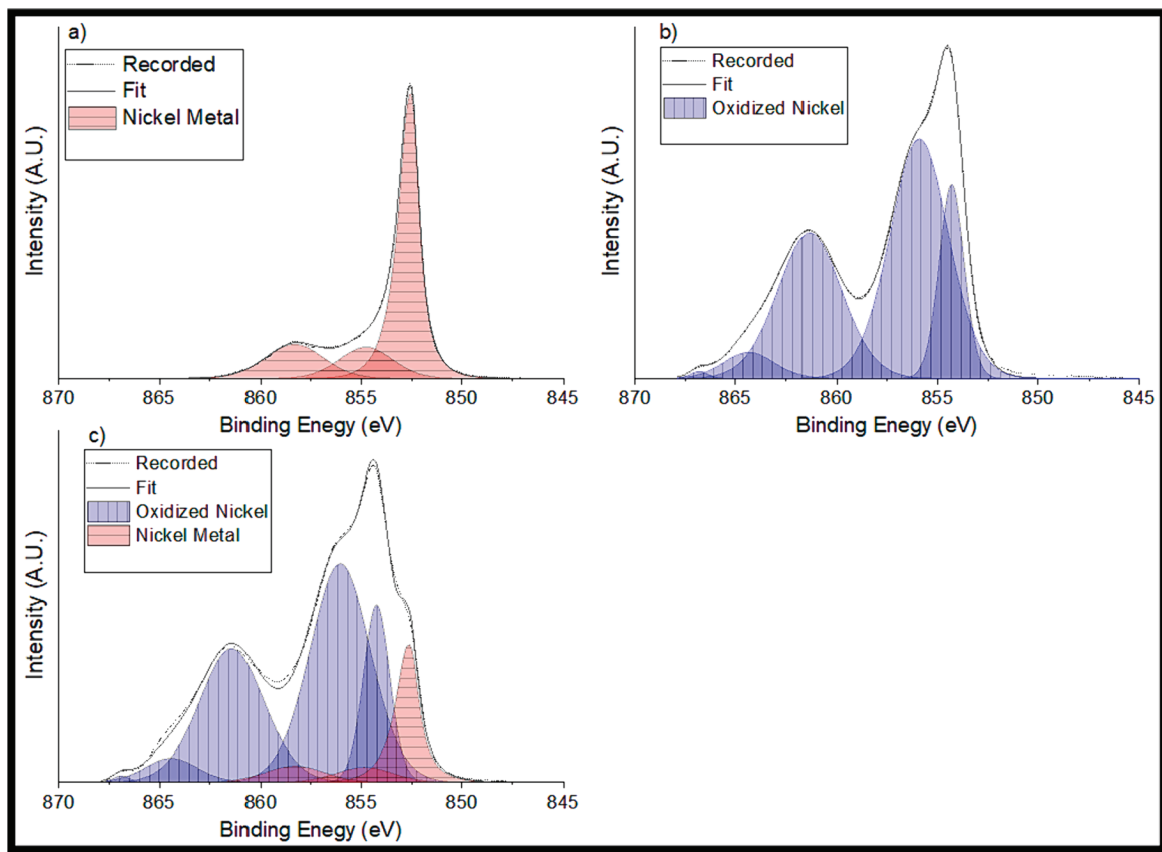 a)
Recorded
Fit
Nickel Metal
Intensity (A.U.)
870 865 860 855 850 845
Binding Enegy (eV)
b)
Recorded
Fit
Oxidized Nickel
Intensity (A.U.)
870 865 860 855 850 845
Binding Enegy (eV)
c)
Recorded
Fit
Oxidized Nickel
Nickel Metal
Intensity (A.U.)
870 865 860 855 850 845
Binding Enegy (eV)